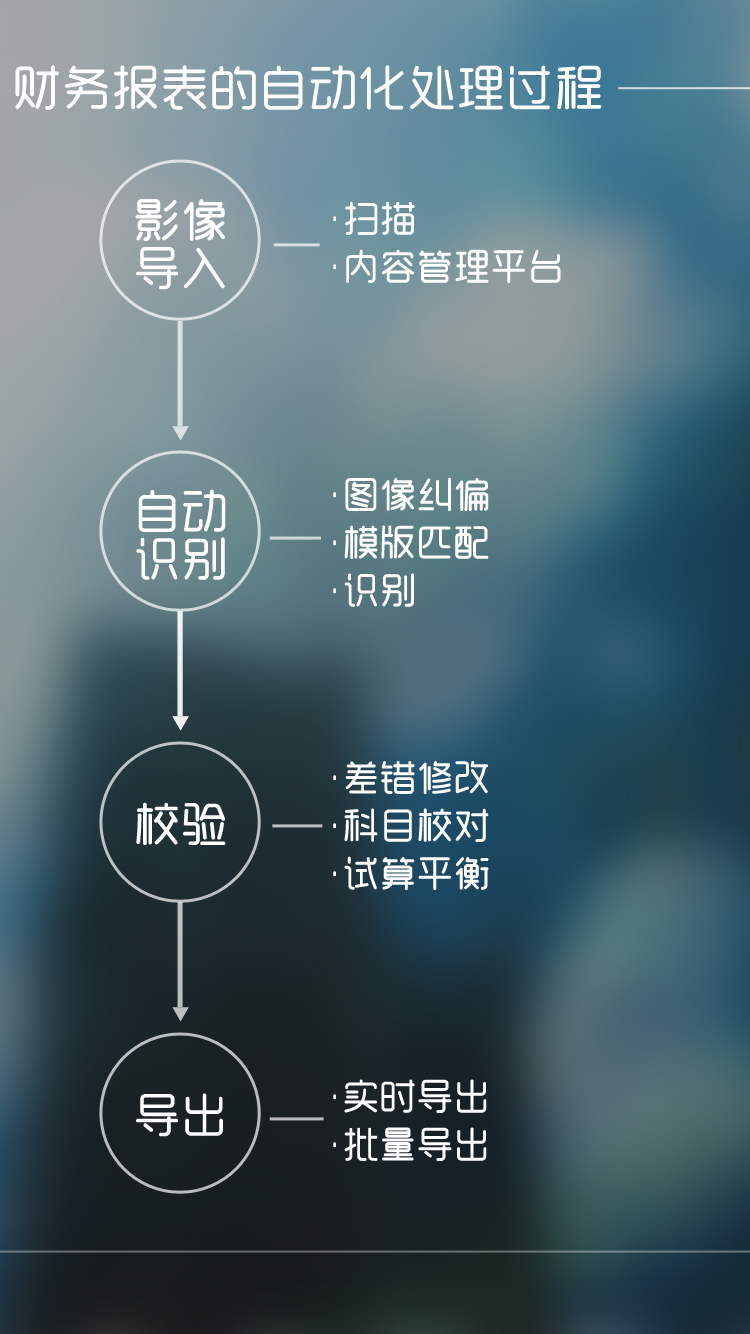 财务报表的自动化处理过程
影像
导入
·扫描
·内容管理平台
自动
识别
·图像纠偏
·模版匹配
·识别
校验
·差错修改
·科目校对
·试算平衡
导出
·实时导出
·批量导出